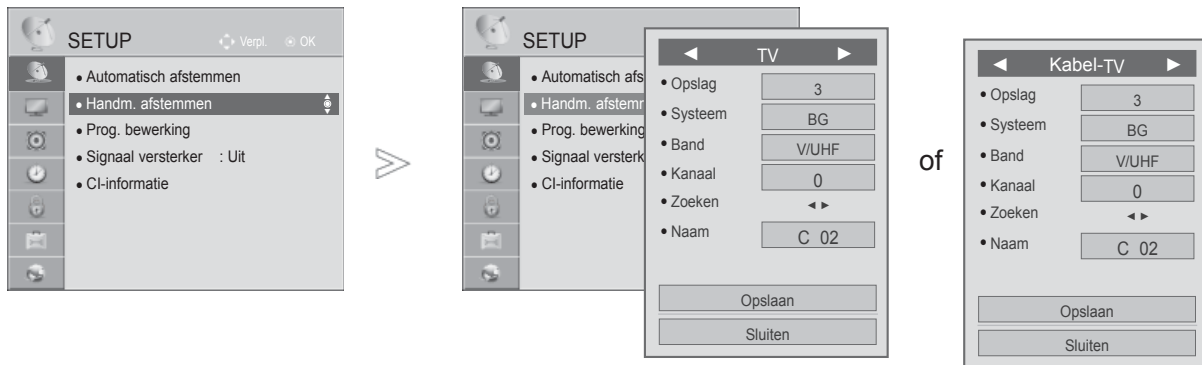 SETUP Verpl. OK
• Automatisch afstemmen
• Handm. afstemmen
• Prog. bewerking
• Signaal versterker : Uit
• CI-informatie
SETUP
• Automatisch afs
• Handm. afstemr
• Prog. bewerking
• Signaal versterk
• CI-informatie
◄ TV ►
• Opslag 3
• Systeem BG
• Band V/UHF
• Kanaal 0
• Zoeken ◄ ►
• Naam C 02
Opslaan
Sluiten
of
◄ Kabel-TV ►
• Opslag 3
• Systeem BG
• Band V/UHF
• Kanaal 0
• Zoeken ◄ ►
• Naam C 02
Opslaan
Sluiten